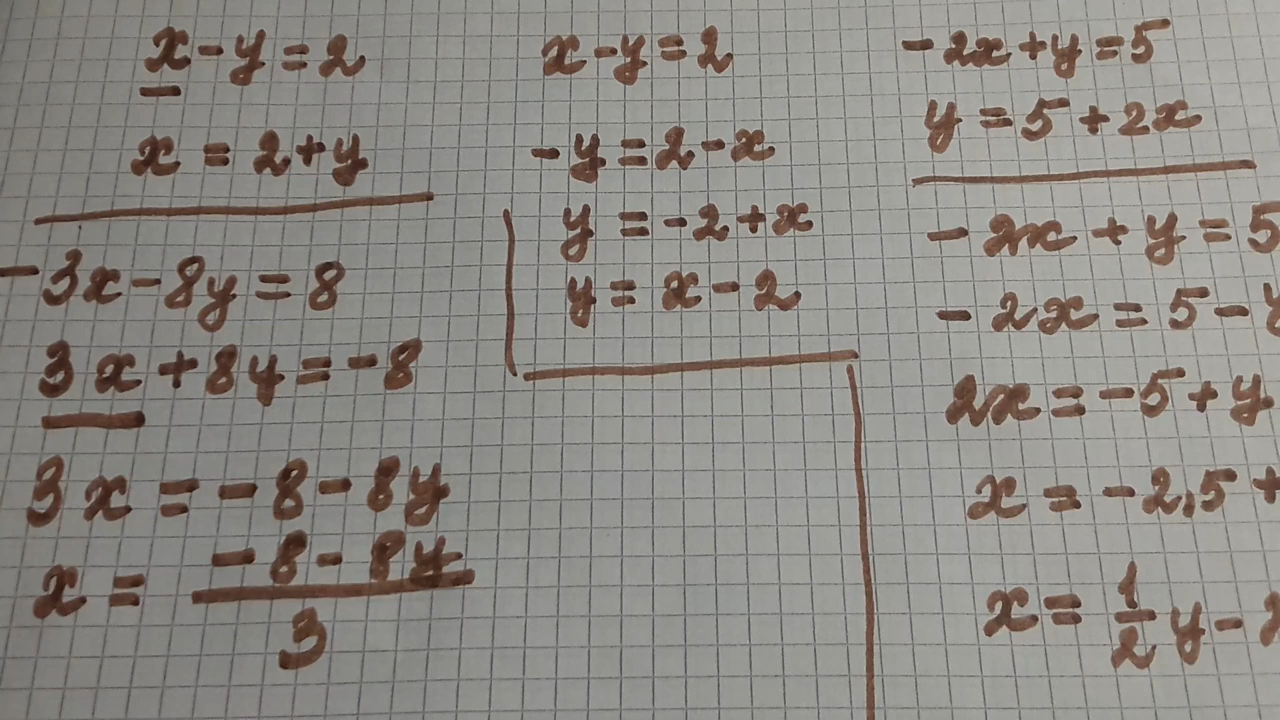 x - y = 2
x = 2 + y
-3x - 8y = 8
3x + 8y = -8
3x = -8 - 8y
x = (-8 - 8y)/3
x - y = 2
-y = 2 - x
y = -2 + x
y = x - 2
-2x + y = 5
y = 5 + 2x
-2x + y = 5
-2x = 5 -
2x = -5 + y
x = -2,5 +
x = 1/2 y -